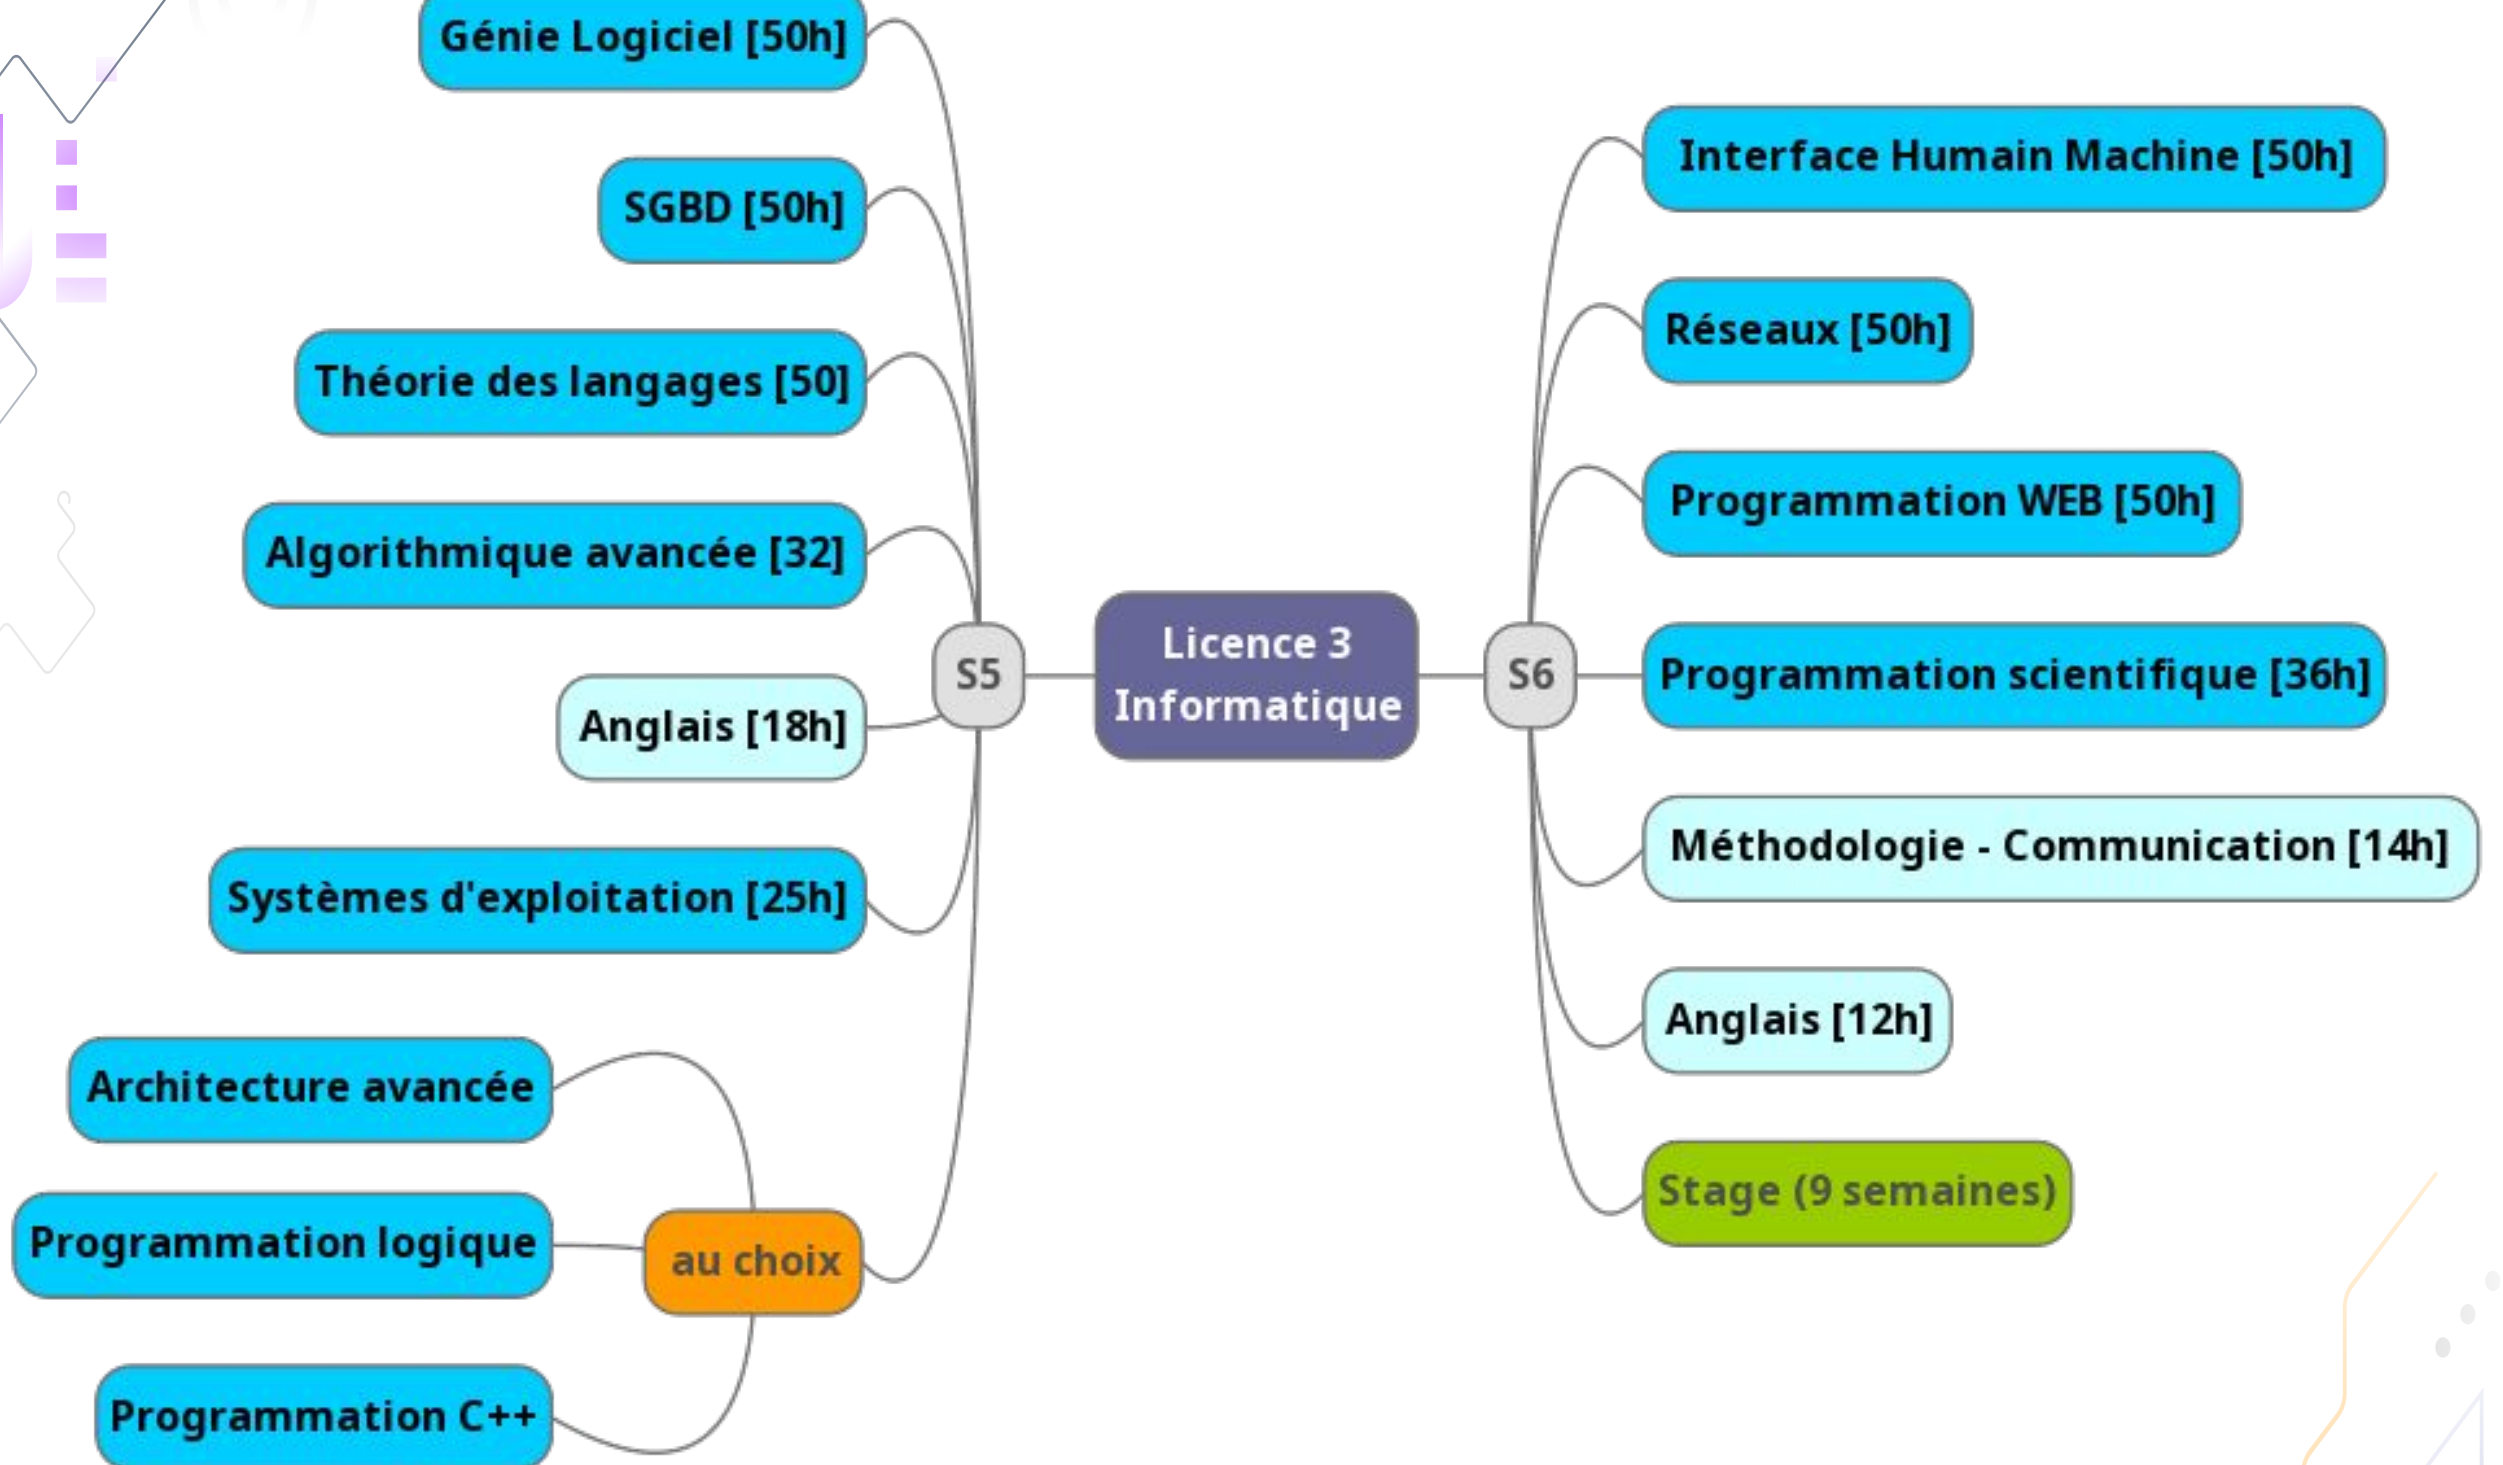 Génie Logiciel [50h]
SGBD [50h]
Théorie des langages [50]
Algorithmique avancée [32]
Anglais [18h]
Systèmes d'exploitation [25h]
Architecture avancée
Programmation logique
Programmation C++
au choix
S5
Licence 3
Informatique
S6
Interface Humain Machine [50h]
Réseaux [50h]
Programmation WEB [50h]
Programmation scientifique [36h]
Méthodologie - Communication [14h]
Anglais [12h]
Stage (9 semaines)